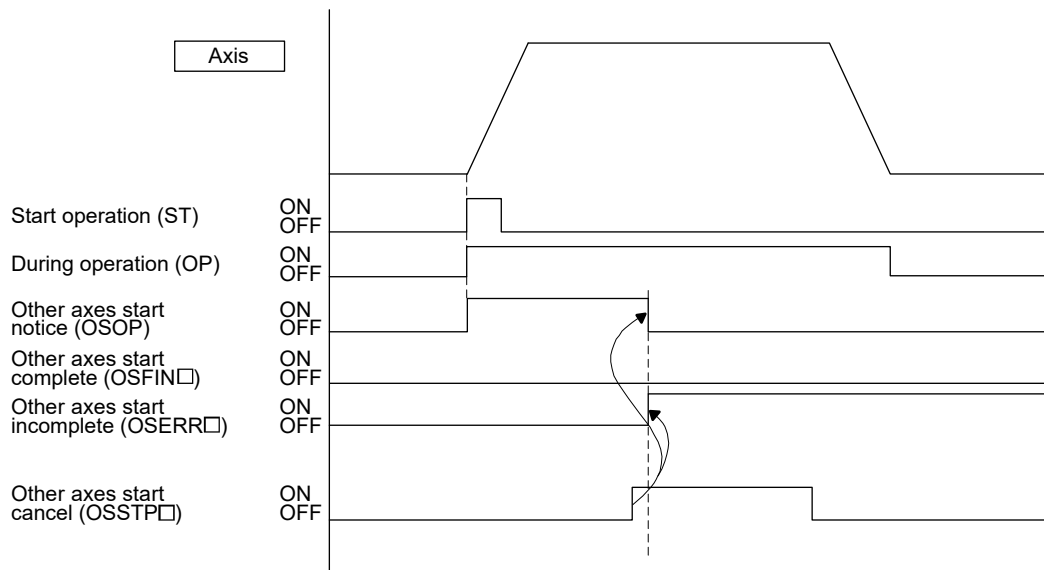 Axis
Start operation (ST) ON
OFF
During operation (OP) ON
OFF
Other axes start ON
notice (OSOP) OFF
Other axes start ON
complete (OSFIN□) OFF
Other axes start ON
incomplete (OSERR□) OFF
Other axes start ON
cancel (OSSTP□) OFF